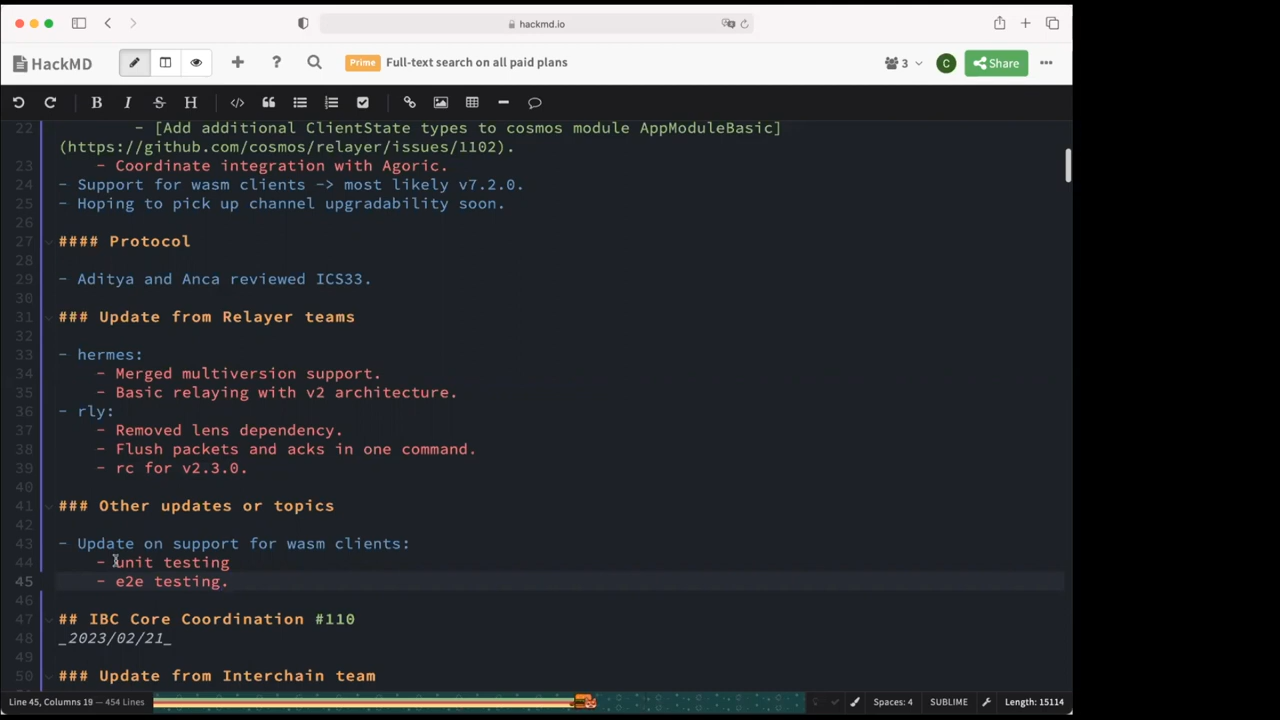 hackmd.io
HackMD
Prime Full-text search on all paid plans
3
C
Share
22 - [Add additional ClientState types to cosmos module AppModuleBasic]
(https://github.com/cosmos/relayer/issues/1102).
23 - Coordinate integration with Agoric.
24 - Support for wasm clients -> most likely v7.2.0.
25 - Hoping to pick up channel upgradability soon.
26
27 #### Protocol
28
29 - Aditya and Anca reviewed ICS33.
30
31 ### Update from Relayer teams
32
33 - hermes:
34 - Merged multiversion support.
35 - Basic relaying with v2 architecture.
36 - rly:
37 - Removed lens dependency.
38 - Flush packets and acks in one command.
39 - rc for v2.3.0.
40
41 ### Other updates or topics
42
43 - Update on support for wasm clients:
44 - unit testing
45 - e2e testing.
46
47 ## IBC Core Coordination #110
48 _2023/02/21_
49
50 ### Update from Interchain team
Line 45, Columns 19 — 454 Lines
Spaces: 4
SUBLIME
Length: 15114